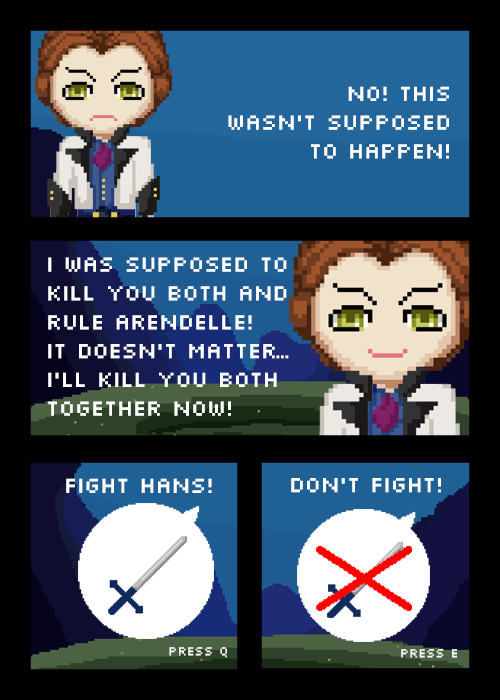 NO! THIS
WASN'T SUPPOSED
TO HAPPEN!
I WAS SUPPOSED TO
KILL YOU BOTH AND
RULE ARENDELLE!
IT DOESN'T MATTER...
I'LL KILL YOU BOTH
TOGETHER NOW!
FIGHT HANS!
PRESS Q
DON'T FIGHT!
PRESS E